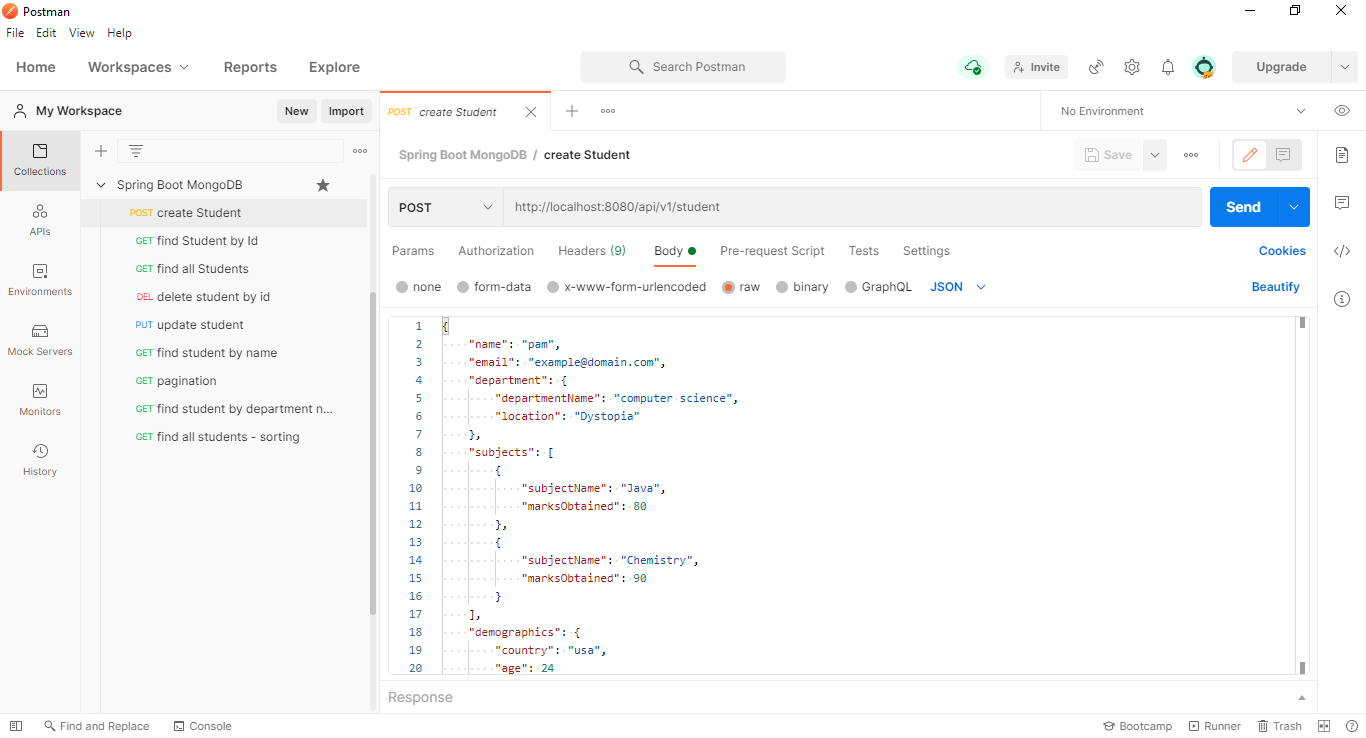 Postman
File Edit View Help
Home Workspaces Reports Explore Search Postman Invite Upgrade
My Workspace New Import
POST create Student No Environment
Collections
APIs
Environments
Mock Servers
Monitors
History
Spring Boot MongoDB
POST create Student
GET find Student by Id
GET find all Students
DEL delete student by id
PUT update student
GET find student by name
GET pagination
GET find student by department n...
GET find all students - sorting
Spring Boot MongoDB / create Student Save
POST http://localhost:8080/api/v1/student Send
Params Authorization Headers (9) Body Pre-request Script Tests Settings Cookies
none form-data x-www-form-urlencoded raw binary GraphQL JSON Beautify
1 {
2 "name": "pam",
3 "email": "example@domain.com",
4 "department": {
5 "departmentName": "computer science",
6 "location": "Dystopia"
7 },
8 "subjects": [
9 {
10 "subjectName": "Java",
11 "marksObtained": 80
12 },
13 {
14 "subjectName": "Chemistry",
15 "marksObtained": 90
16 }
17 ],
18 "demographics": {
19 "country": "usa",
20 "age": 24
Response
Find and Replace Console Bootcamp Runner Trash